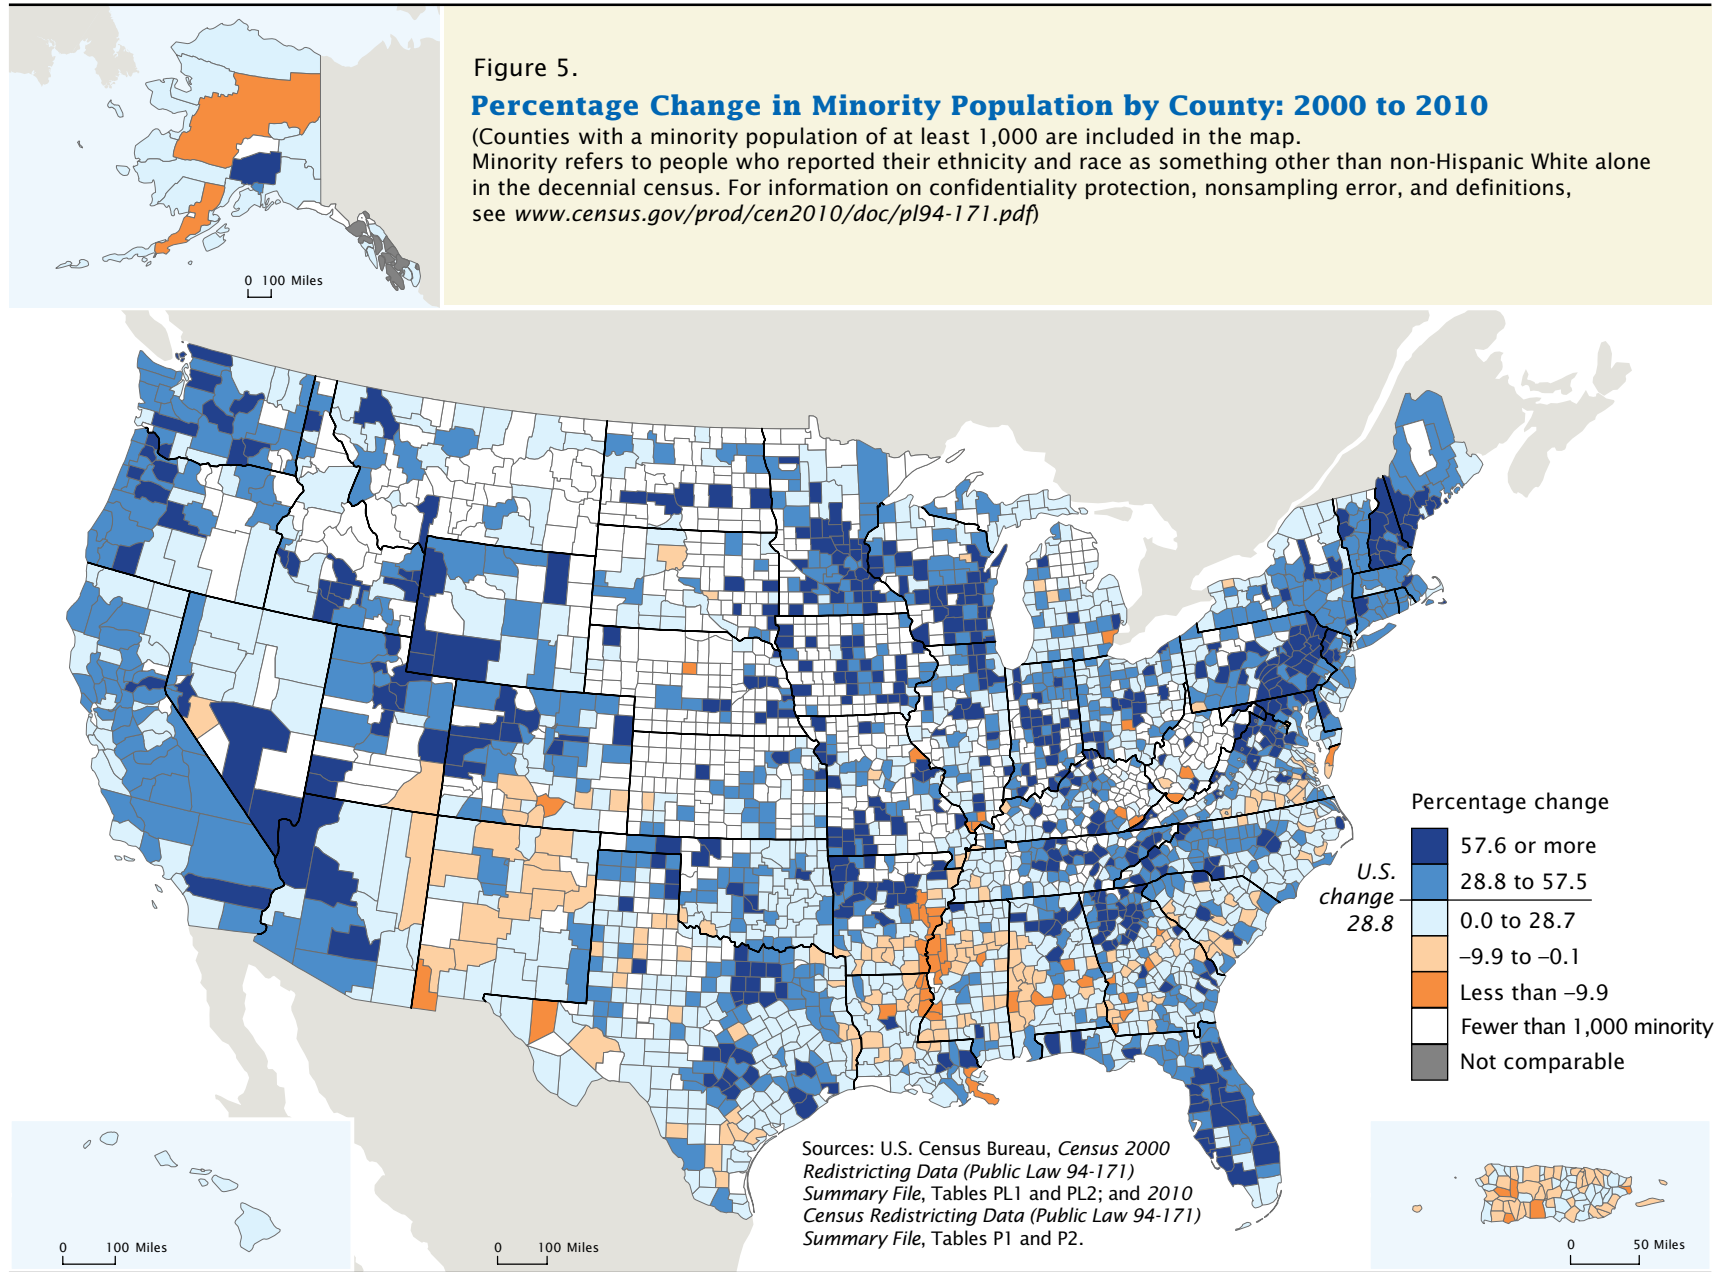 Figure 5.
Percentage Change in Minority Population by County: 2000 to 2010
(Counties with a minority population of at least 1,000 are included in the map.
Minority refers to people who reported their ethnicity and race as something other than non-Hispanic White alone
in the decennial census. For information on confidentiality protection, nonsampling error, and definitions,
see www.census.gov/prod/cen2010/doc/pl94-171.pdf)
0 100 Miles
Percentage change
57.6 or more
28.8 to 57.5
0.0 to 28.7
–9.9 to –0.1
Less than –9.9
Fewer than 1,000 minority
Not comparable
U.S.
change
28.8
Sources: U.S. Census Bureau, Census 2000
Redistricting Data (Public Law 94-171)
Summary File, Tables PL1 and PL2; and 2010
Census Redistricting Data (Public Law 94-171)
Summary File, Tables P1 and P2.
0 100 Miles
0 100 Miles
0 50 Miles